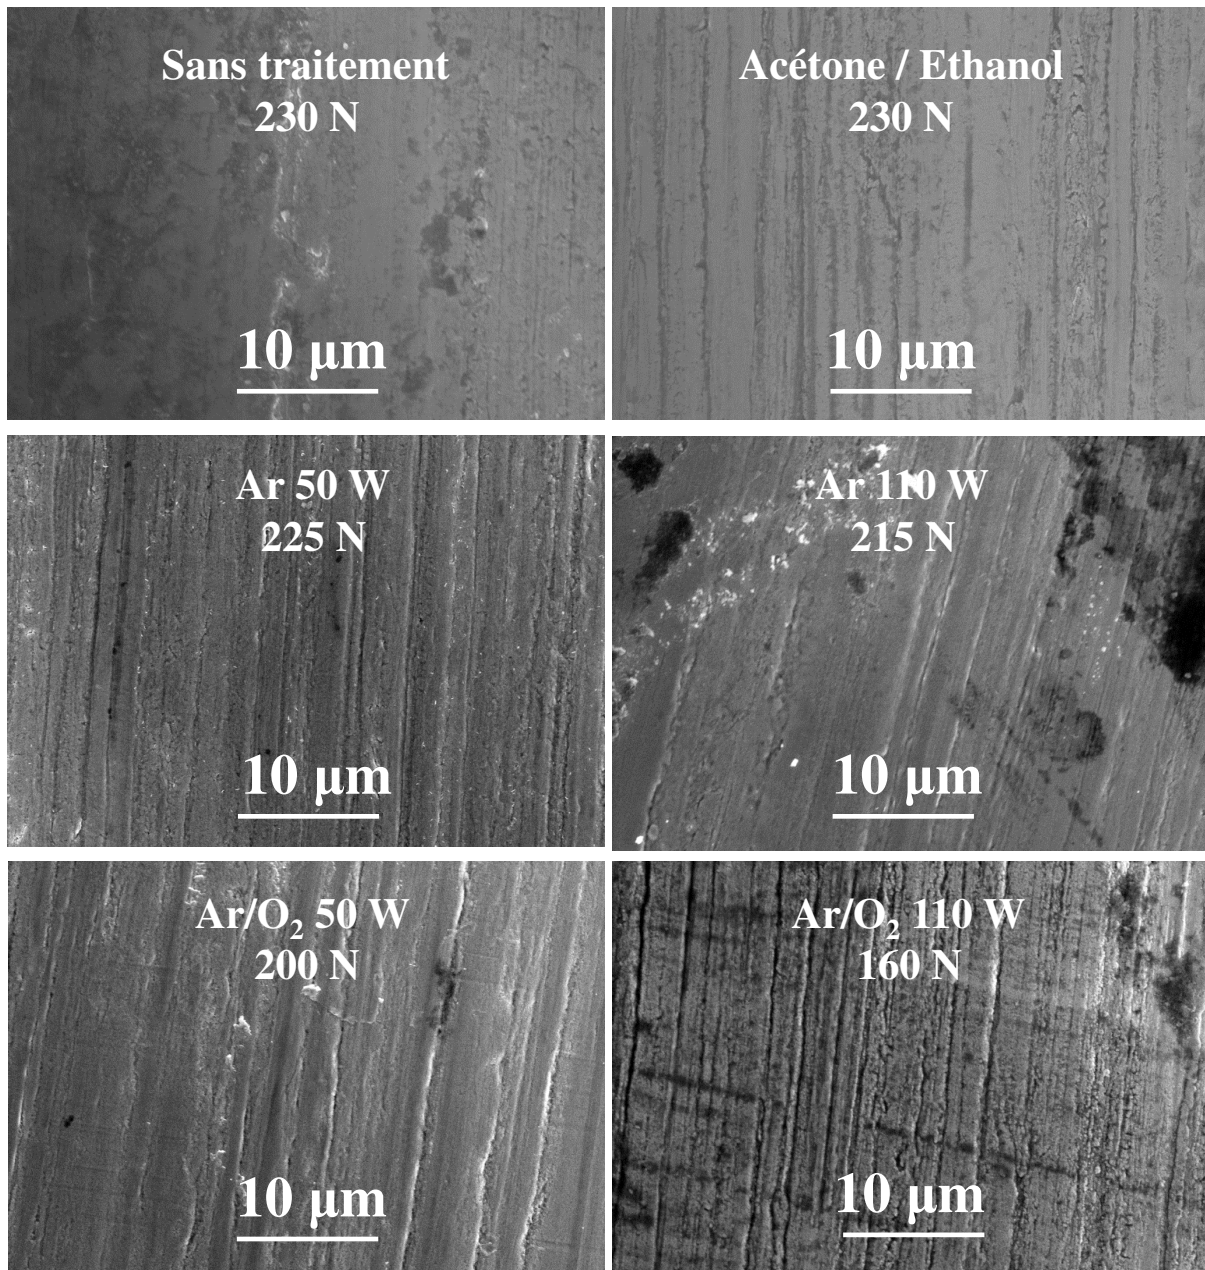 Sans traitement
230 N
10 µm
Acétone / Ethanol
230 N
10 µm
Ar 50 W
225 N
10 µm
Ar 110 W
215 N
10 µm
Ar/O₂ 50 W
200 N
10 µm
Ar/O₂ 110 W
160 N
10 µm